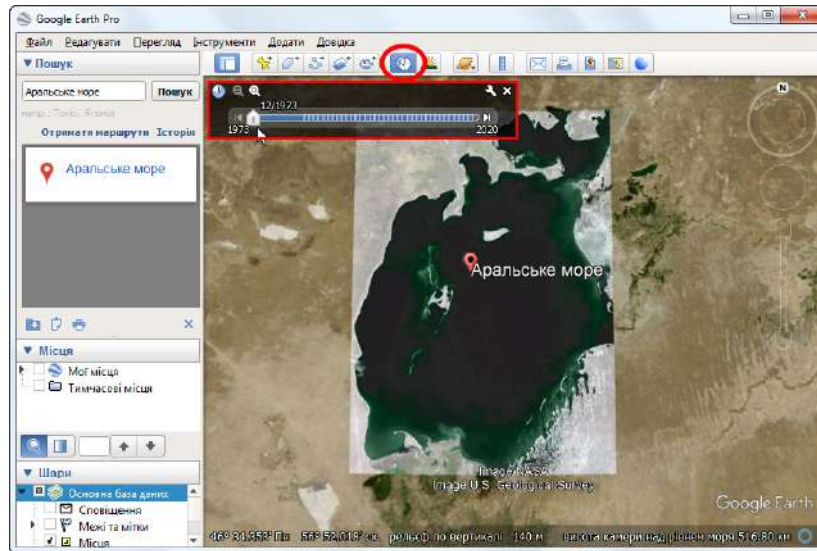 Google Earth Pro
Файл Редагувати Перегляд Інструменти Додати Довідка
Пошук
Аральське море
Пошук
напр.: Токіо, Японія
Отримати маршрути Історія
Аральське море
12/1973
1973
2020
N
Аральське море
Місця
Мої місця
Тимчасові місця
Шари
Основна база даних
Сповіщення
Межі та мітки
Місця
Image NASA
Image U.S. Geological Survey
Google Earth
рельєф по вертикалі 140 м висота камери над рівнем моря 516.80 км